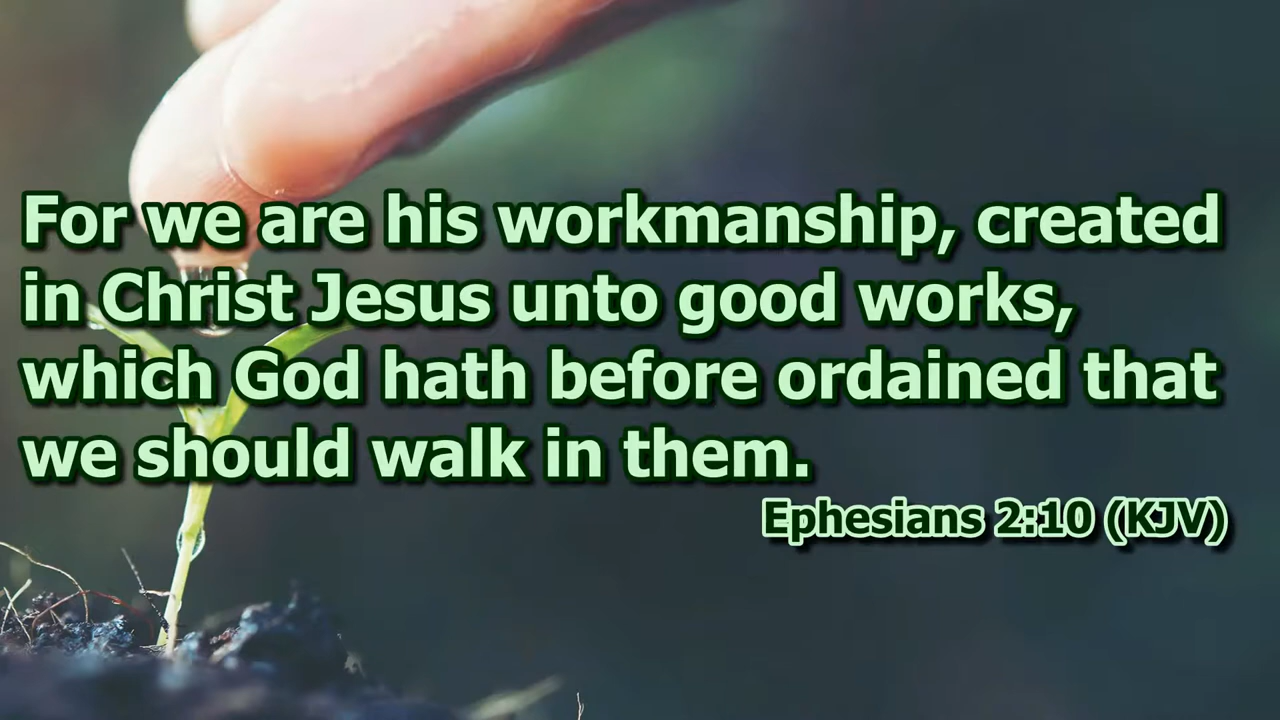 For we are his workmanship, created
in Christ Jesus unto good works,
which God hath before ordained that
we should walk in them.
Ephesians 2:10 (KJV)